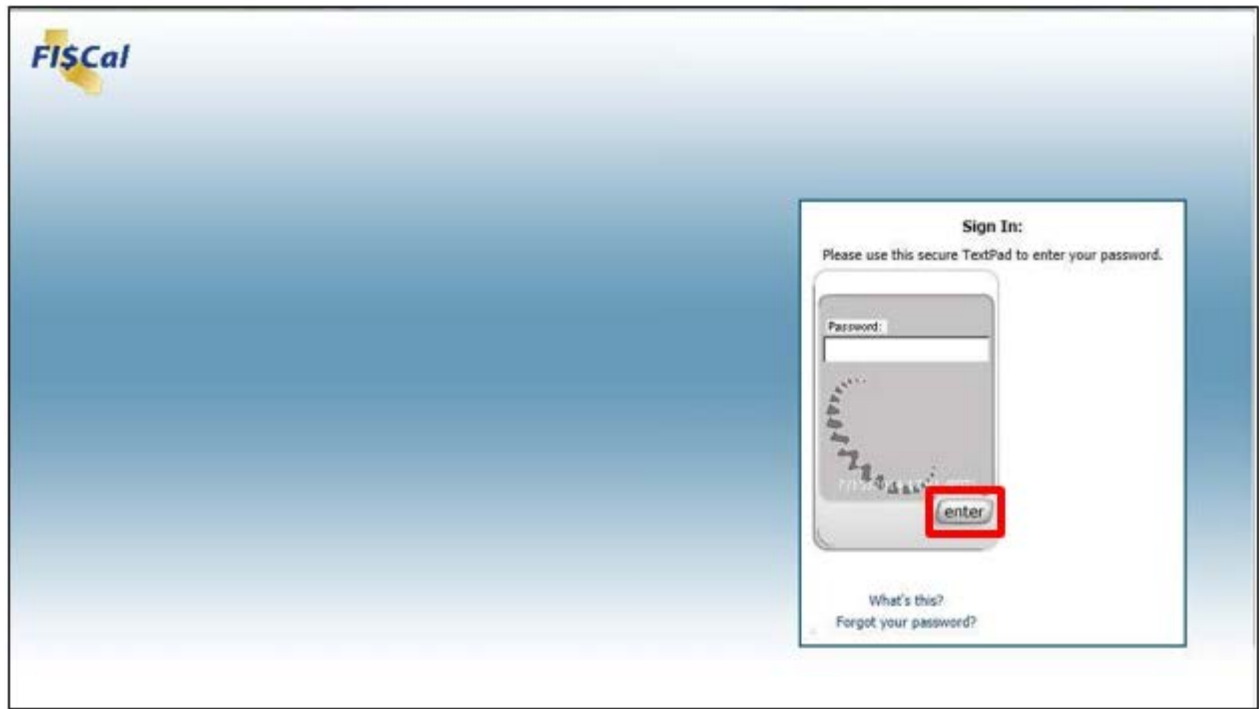 FI$Cal
Sign In:
Please use this secure TextPad to enter your password.
Password:
enter
What's this?
Forgot your password?